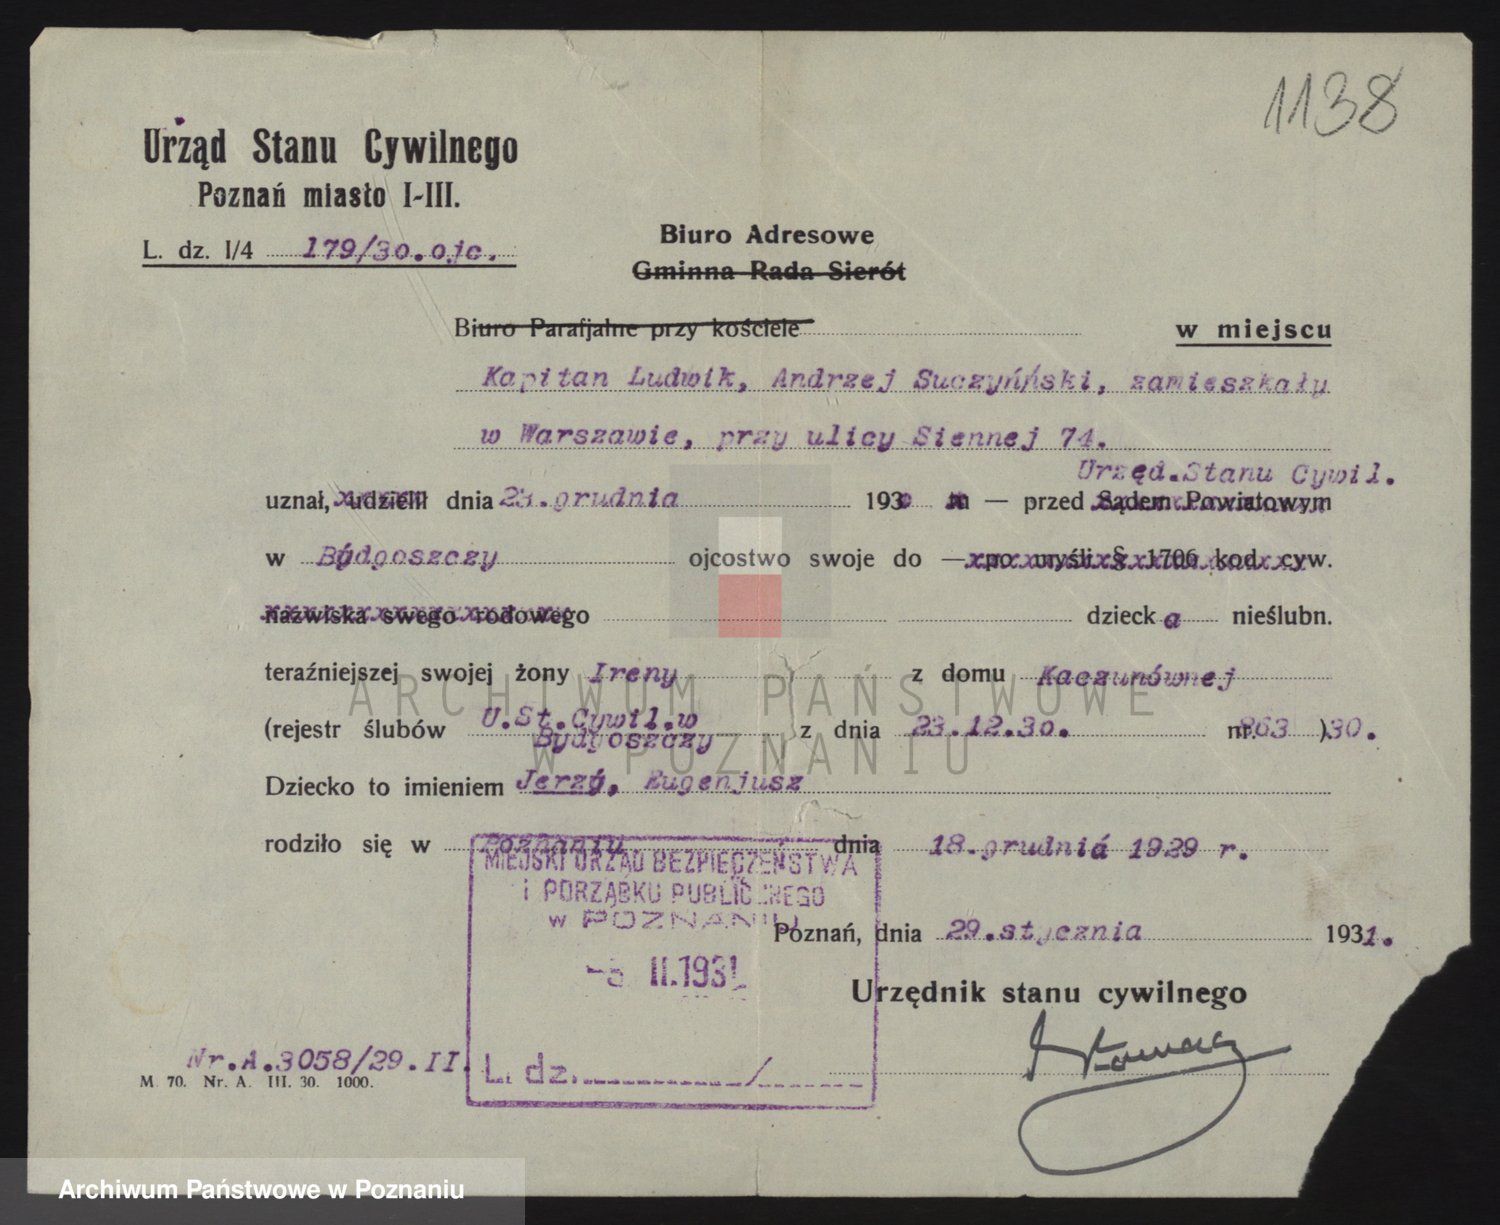 1138
Urząd Stanu Cywilnego
Poznań miasto I-III.
L. dz. I/4 179/30.ojc.
Biuro Adresowe
Gminna Rada Sierót
Biuro Parafjalne przy kościele w miejscu
Kapitan Ludwik, Andrzej Suczyńński, zamieszkały
w Warszawie, przy ulicy Siennej 74.
Urzęd.Stanu Cywil.
uznał, udzielił dnia 23.grudnia 1930 m — przed Sądem Powiatowym
w Bydgoszczy ojcostwo swoje do — po myśli § 1706 kod. cyw.
nazwiska swego rodowego dziecka nieślubn.
teraźniejszej swojej żony Ireny z domu Kaczunównej
(rejestr ślubów U.St.Cywil.w Bydgoszczy z dnia 23.12.30. nr. 863 )30.
Dziecko to imieniem Jerzy, Eugenjusz
rodziło się w Poznaniu dnia 18.grudnia 1929 r.
MIEJSKI URZĄD BEZPIECZEŃSTWA
i PORZĄDKU PUBLICZNEGO
w POZNANIU
-5 II.1931
L. dz. /
Poznań, dnia 29.stycznia 1931.
Urzędnik stanu cywilnego
Nr.A.3058/29.II.
M. 70. Nr. A. III. 30. 1000.
ARCHIWUM PAŃSTWOWE
W POZNANIU
Archiwum Państwowe w Poznaniu